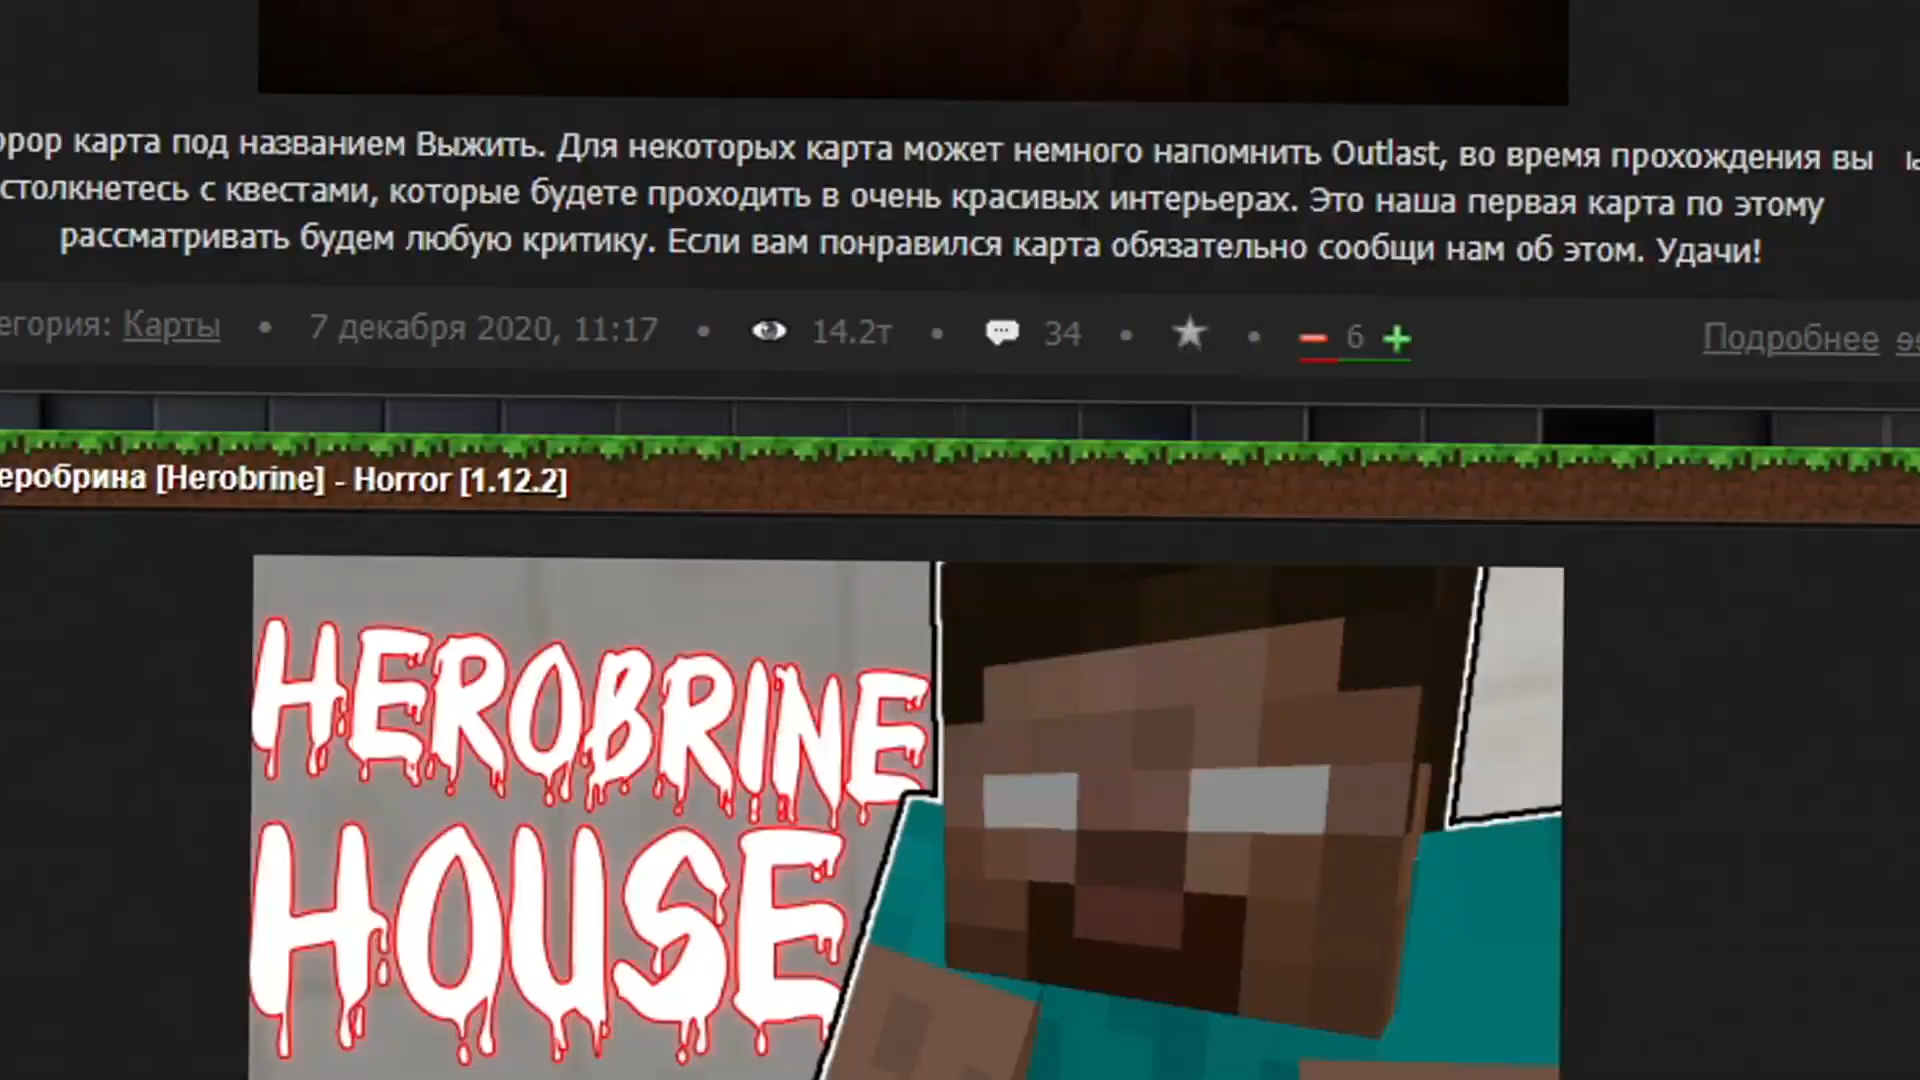 ррор карта под названием Выжить. Для некоторых карта может немного напомнить Outlast, во время прохождения вы
столкнетесь с квестами, которые будете проходить в очень красивых интерьерах. Это наша первая карта по этому
рассматривать будем любую критику. Если вам понравился карта обязательно сообщи нам об этом. Удачи!
егория: Карты • 7 декабря 2020, 11:17 • 14.2т • 34 • • 6 Подробнее
еробрина [Herobrine] - Horror [1.12.2]
HEROBRINE
HOUSE